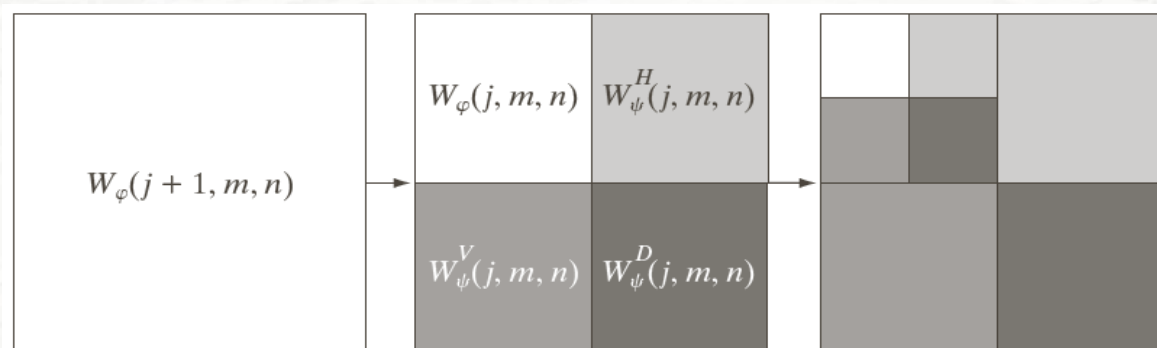 W_φ(j + 1, m, n)
W_φ(j, m, n)
W_ψ^H(j, m, n)
W_ψ^V(j, m, n)
W_ψ^D(j, m, n)